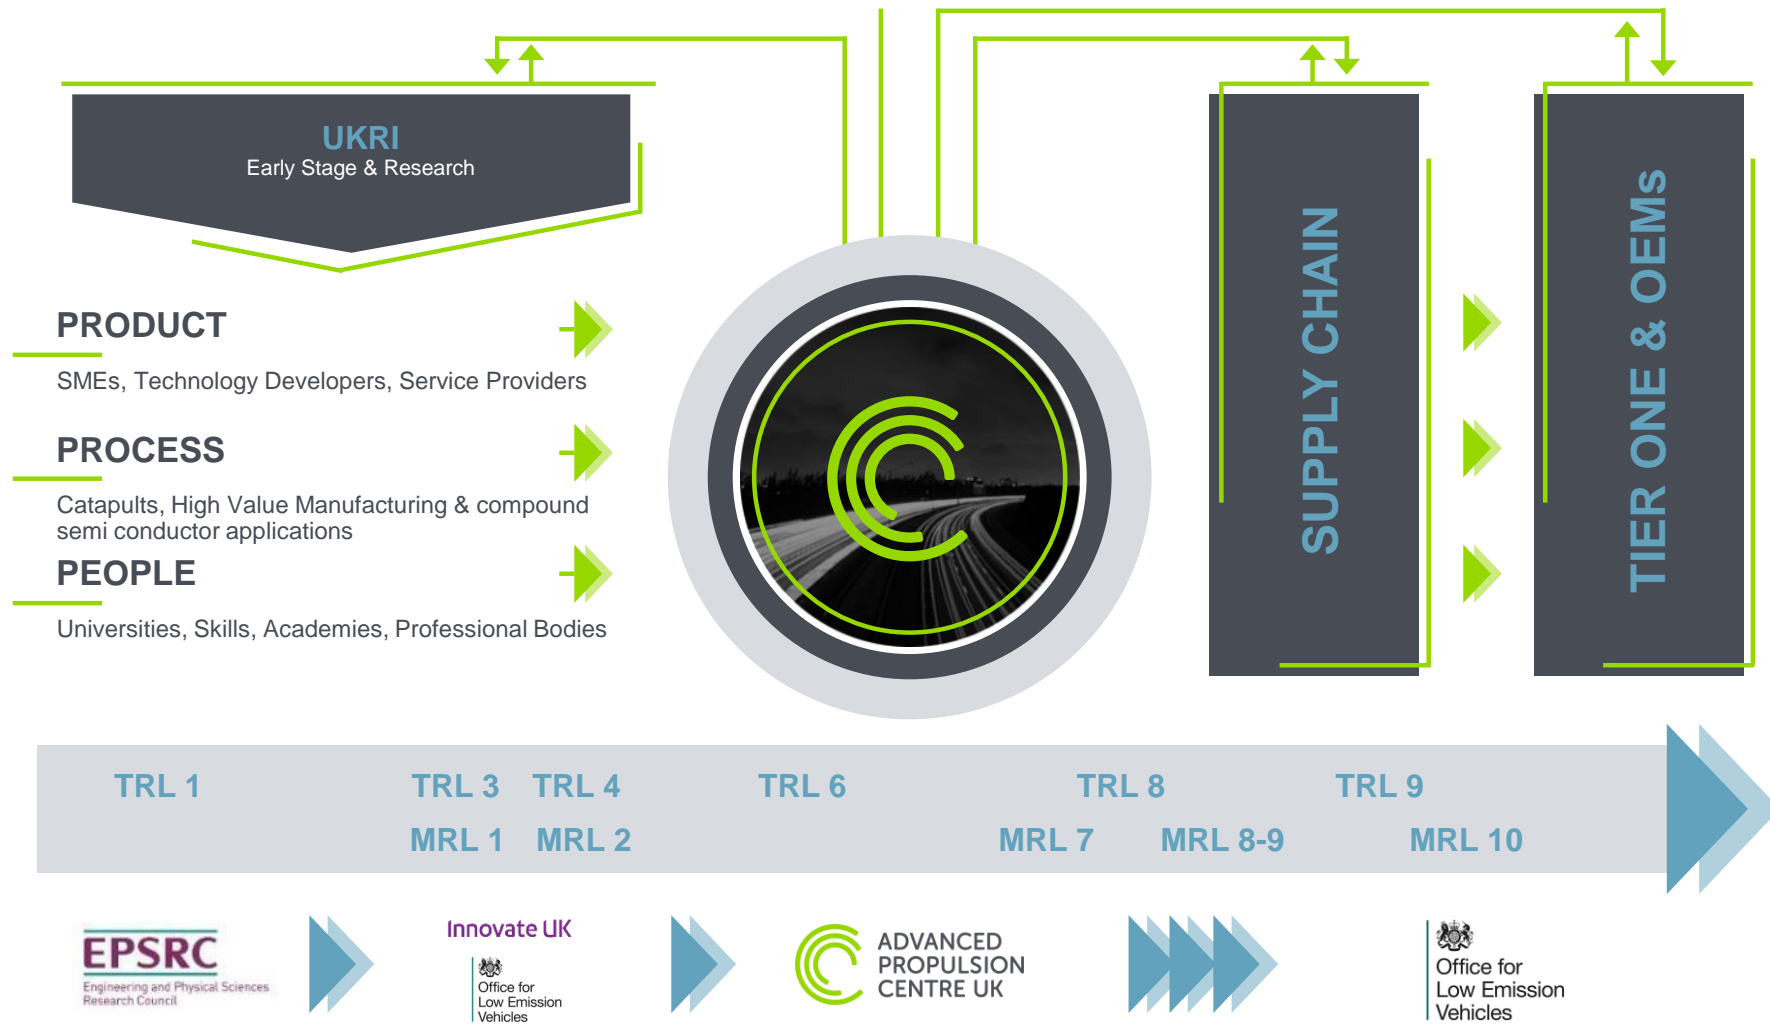 UKRI
Early Stage & Research
PRODUCT
SMEs, Technology Developers, Service Providers
PROCESS
Catapults, High Value Manufacturing & compound
semi conductor applications
PEOPLE
Universities, Skills, Academies, Professional Bodies
SUPPLY CHAIN
TIER ONE & OEMs
TRL 1 TRL 3 TRL 4 TRL 6 TRL 8 TRL 9
MRL 1 MRL 2 MRL 7 MRL 8-9 MRL 10
EPSRC
Engineering and Physical Sciences
Research Council
Innovate UK
Office for
Low Emission
Vehicles
ADVANCED
PROPULSION
CENTRE UK
Office for
Low Emission
Vehicles